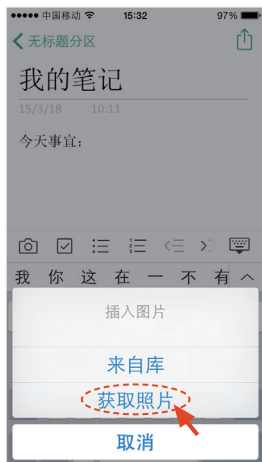 中国移动 15:32 97%
无标题分区
我的笔记
15/3/18 10:11
今天事宜：
我 你 这 在 一 不 有
插入图片
来自库
获取照片
取消